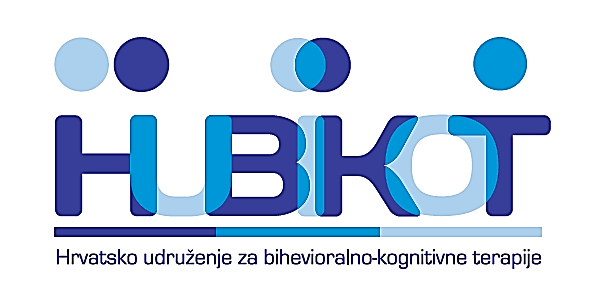 HUBIKOT
Hrvatsko udruženje za bihevioralno-kognitivne terapije